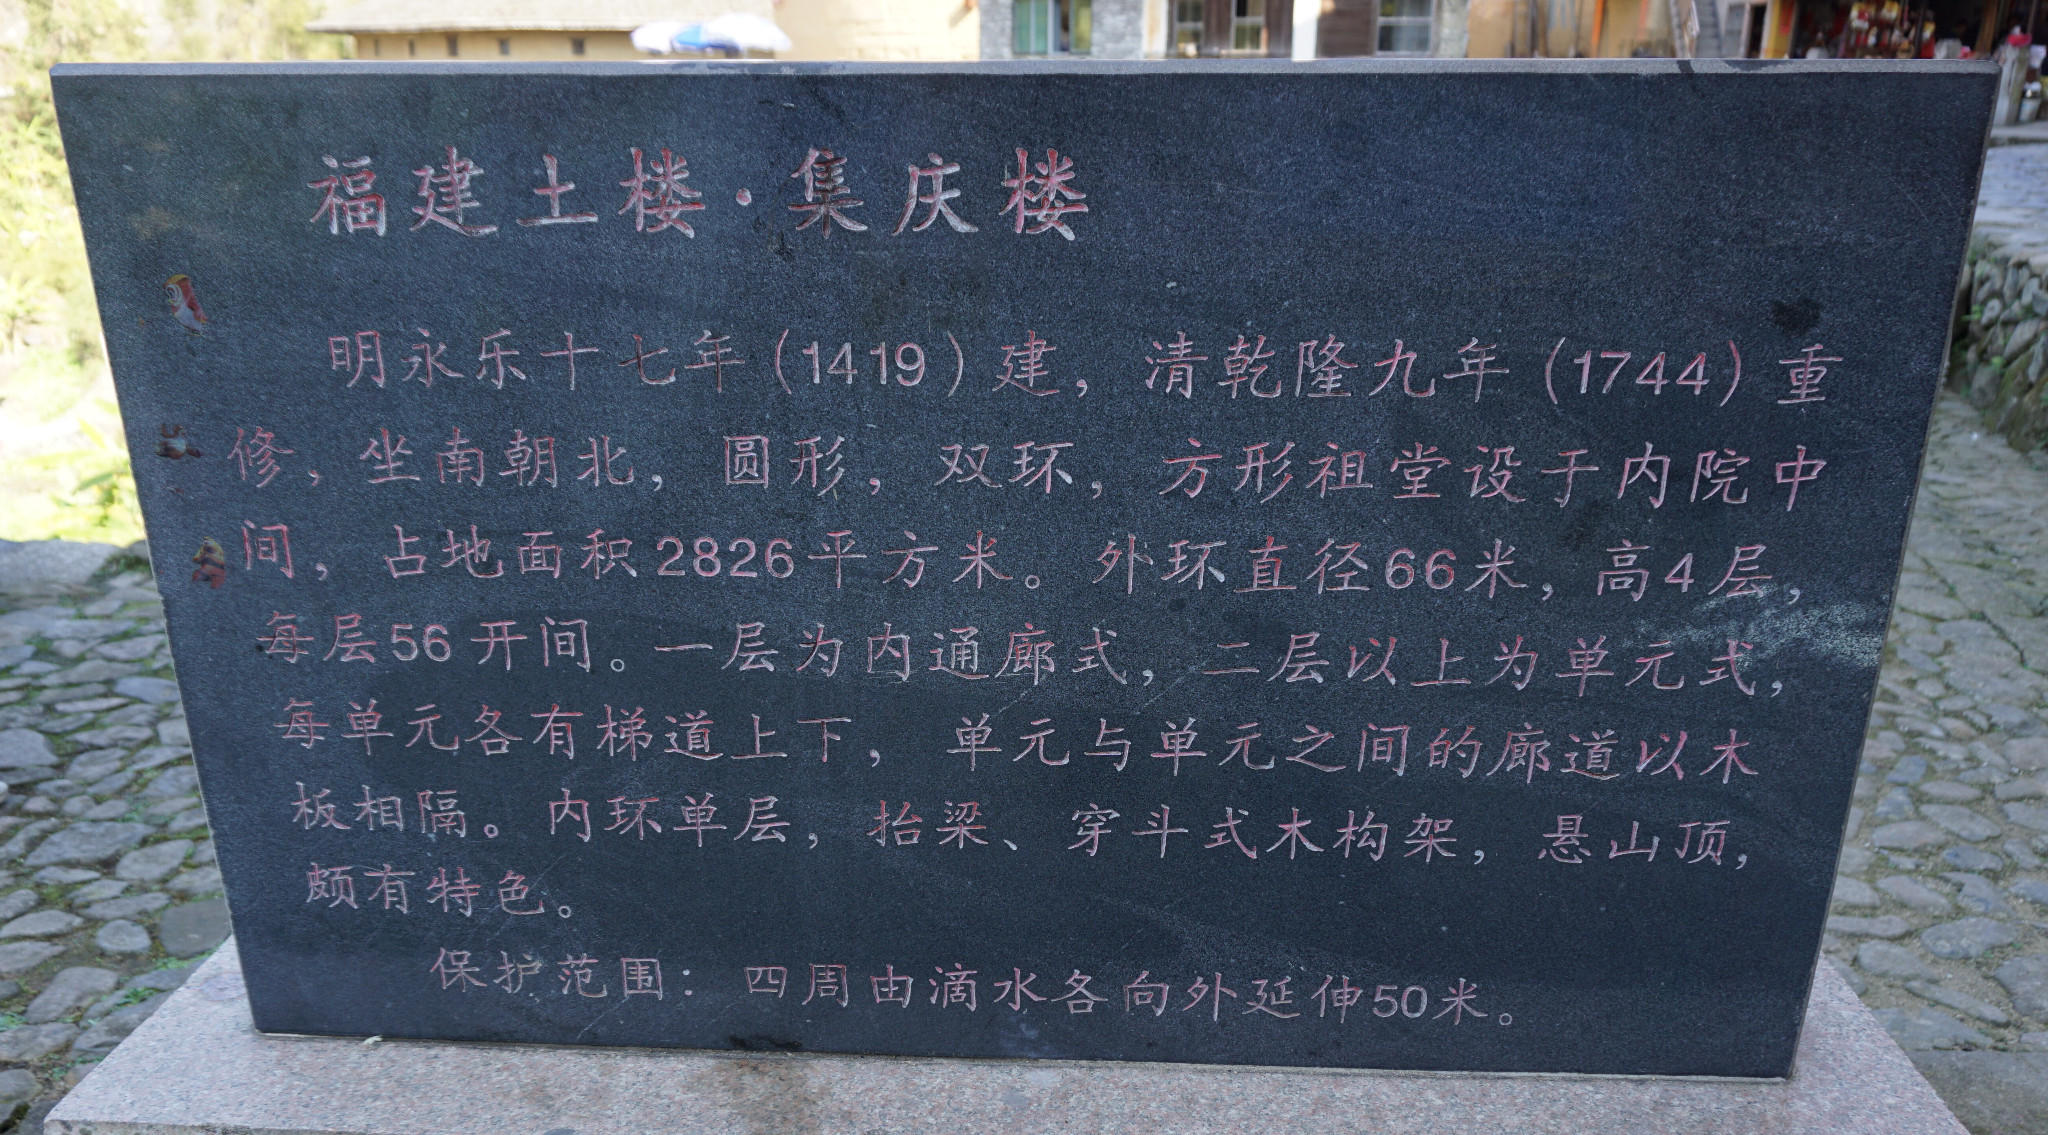 福建土楼·集庆楼
明永乐十七年(1419)建,清乾隆九年(1744)重
修,坐南朝北,圆形,双环,方形祖堂设于内院中
间,占地面积2826平方米。外环直径66米,高4层,
每层56开间。一层为内通廊式,二层以上为单元式,
每单元各有梯道上下,单元与单元之间的廊道以木
板相隔。内环单层,抬梁、穿斗式木构架,悬山顶,
颇有特色。
保护范围:四周由滴水各向外延伸50米。